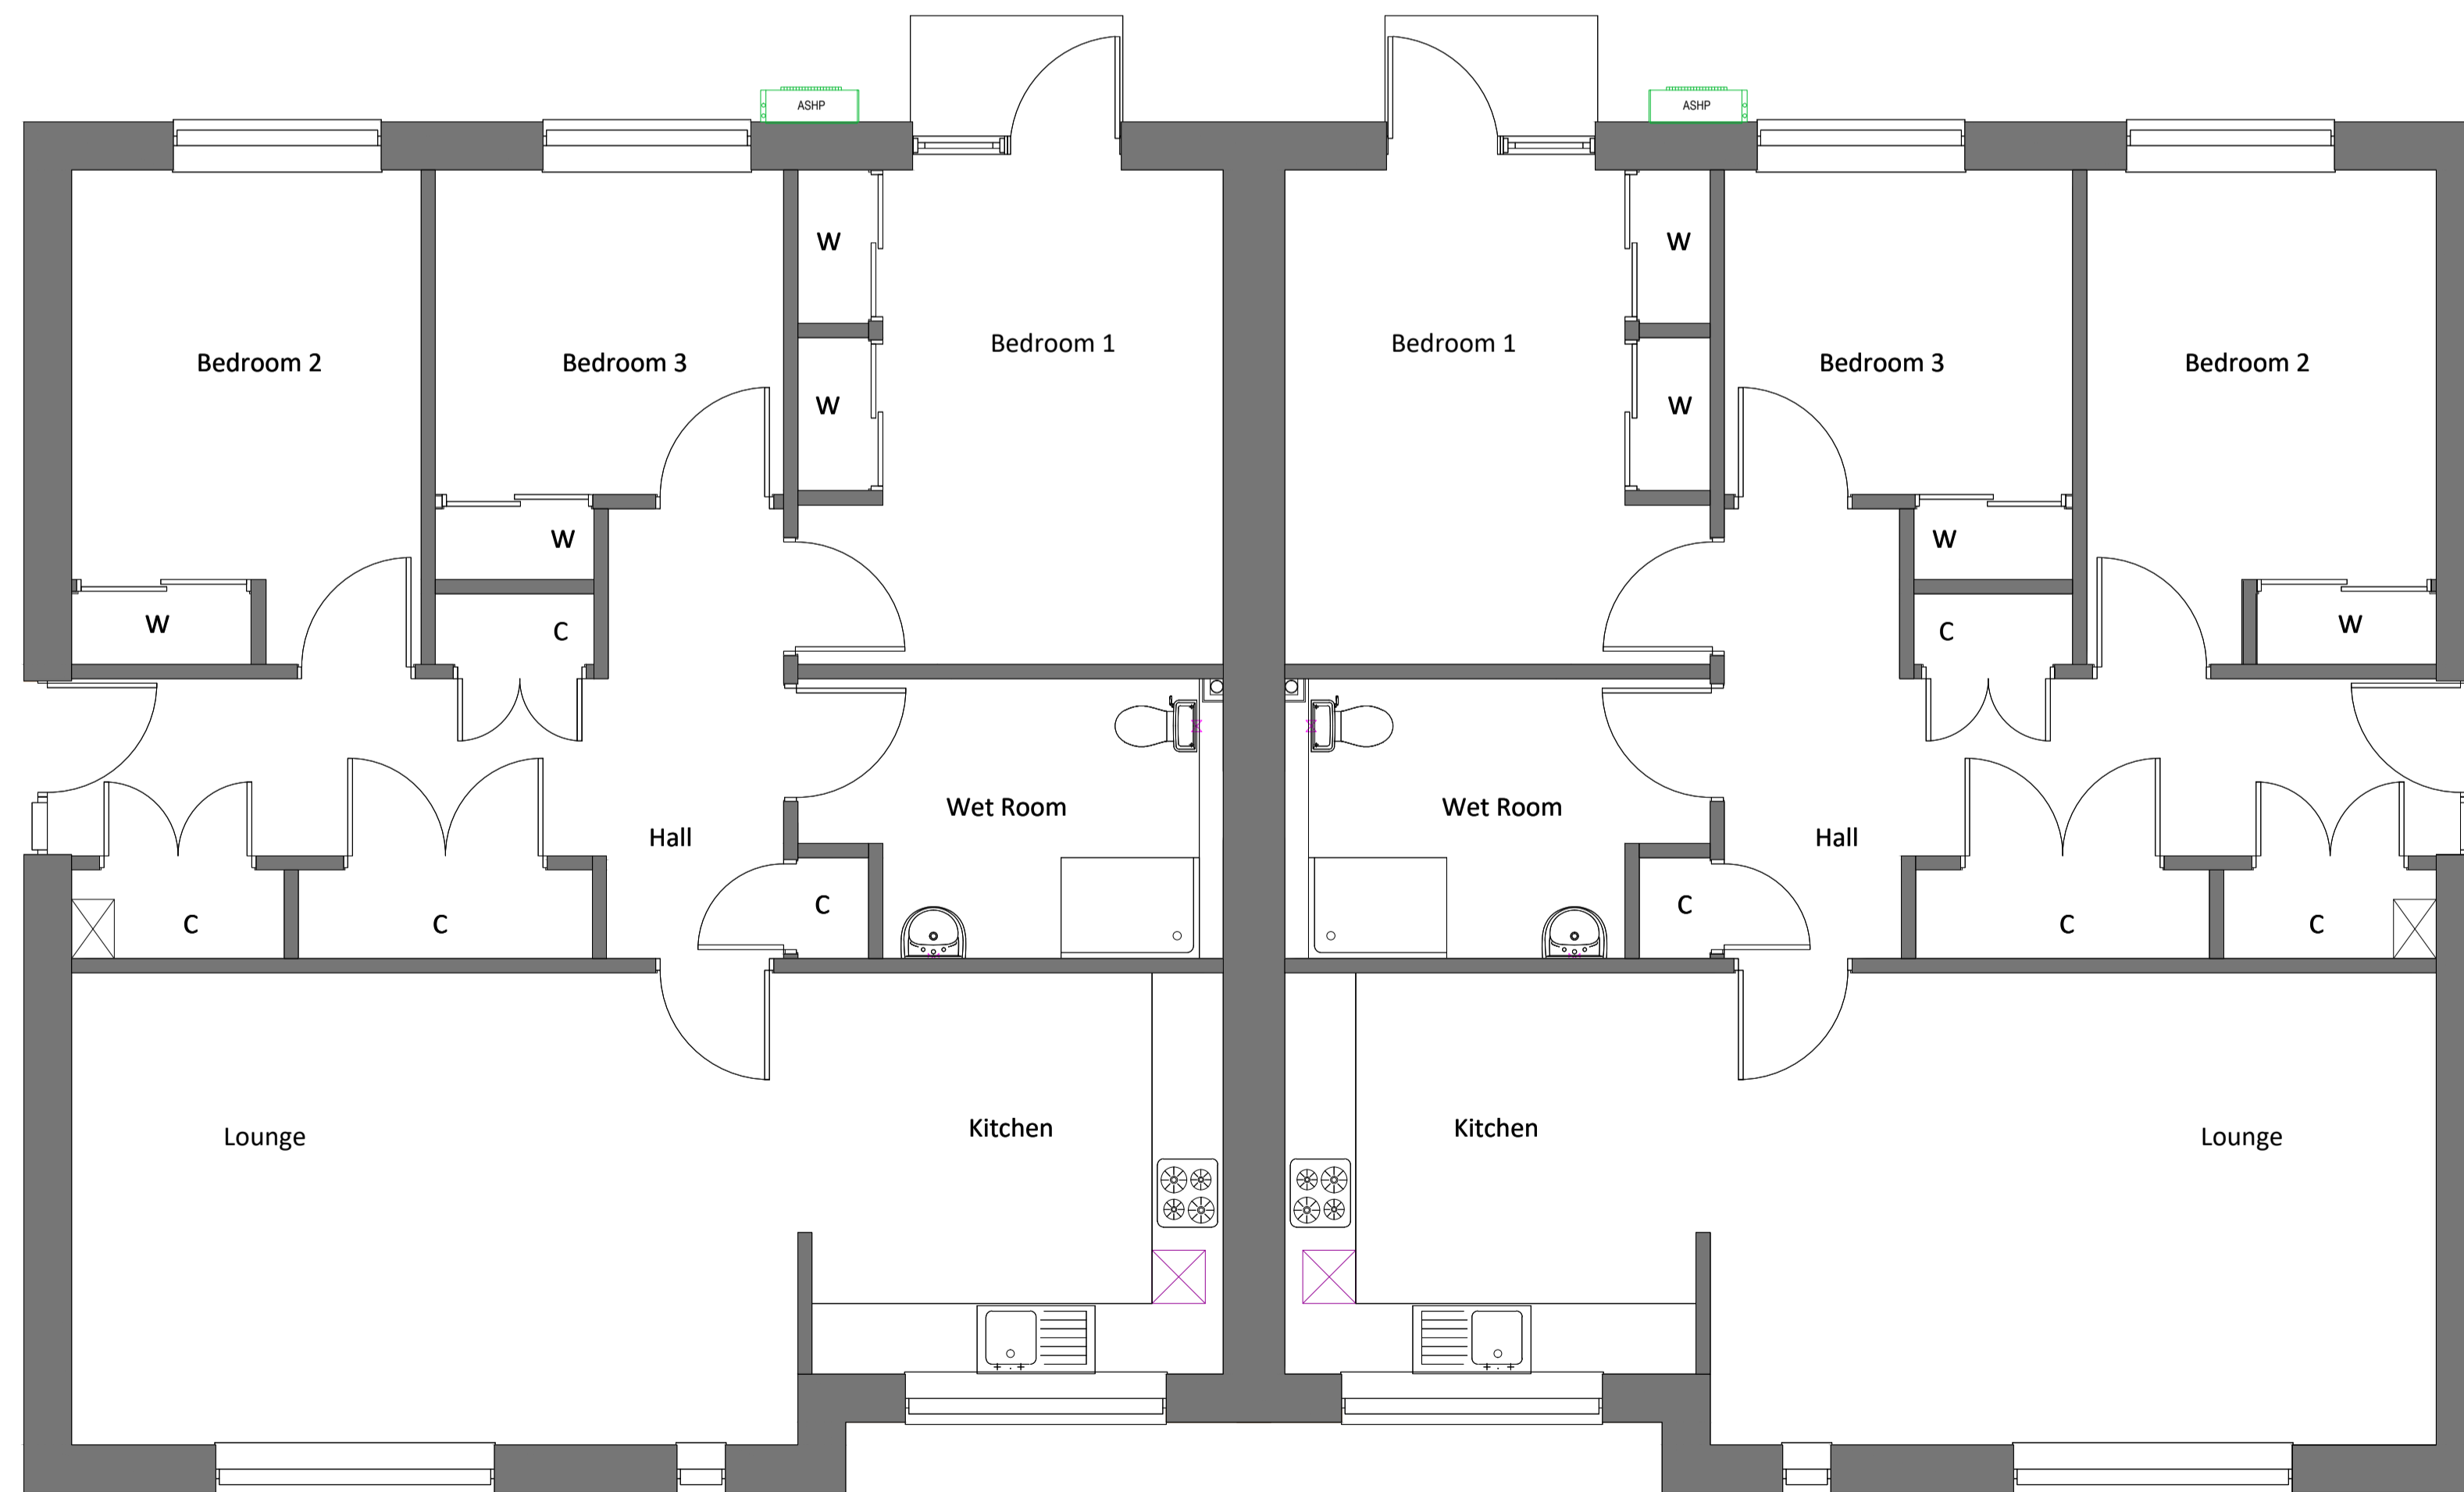 ASHP ASHP
W W
Bedroom 1 Bedroom 1
Bedroom 2 Bedroom 3 Bedroom 3 Bedroom 2
W W
W W
W C C W
Wet Room Wet Room
Hall Hall
C C
C C C C
Kitchen Kitchen
Lounge Lounge